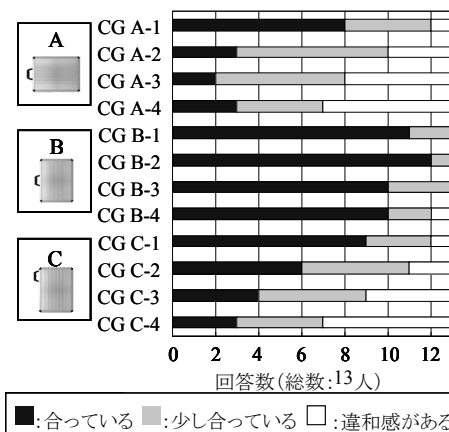 A
B
C
CG A-1
CG A-2
CG A-3
CG A-4
CG B-1
CG B-2
CG B-3
CG B-4
CG C-1
CG C-2
CG C-3
CG C-4
0 2 4 6 8 10 12
回答数(総数:13人)
■:合っている ■:少し合っている □:違和感がある